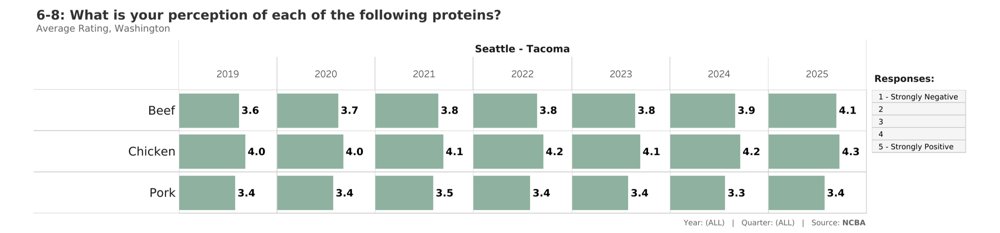 6-8: What is your perception of each of the following proteins?
Average Rating, Washington
Seattle - Tacoma
2019 2020 2021 2022 2023 2024 2025
Beef 3.6 3.7 3.8 3.8 3.8 3.9 4.1
Chicken 4.0 4.0 4.1 4.2 4.1 4.2 4.3
Pork 3.4 3.4 3.5 3.4 3.4 3.3 3.4
Responses:
1 - Strongly Negative
2
3
4
5 - Strongly Positive
Year: (ALL) | Quarter: (ALL) | Source: NCBA